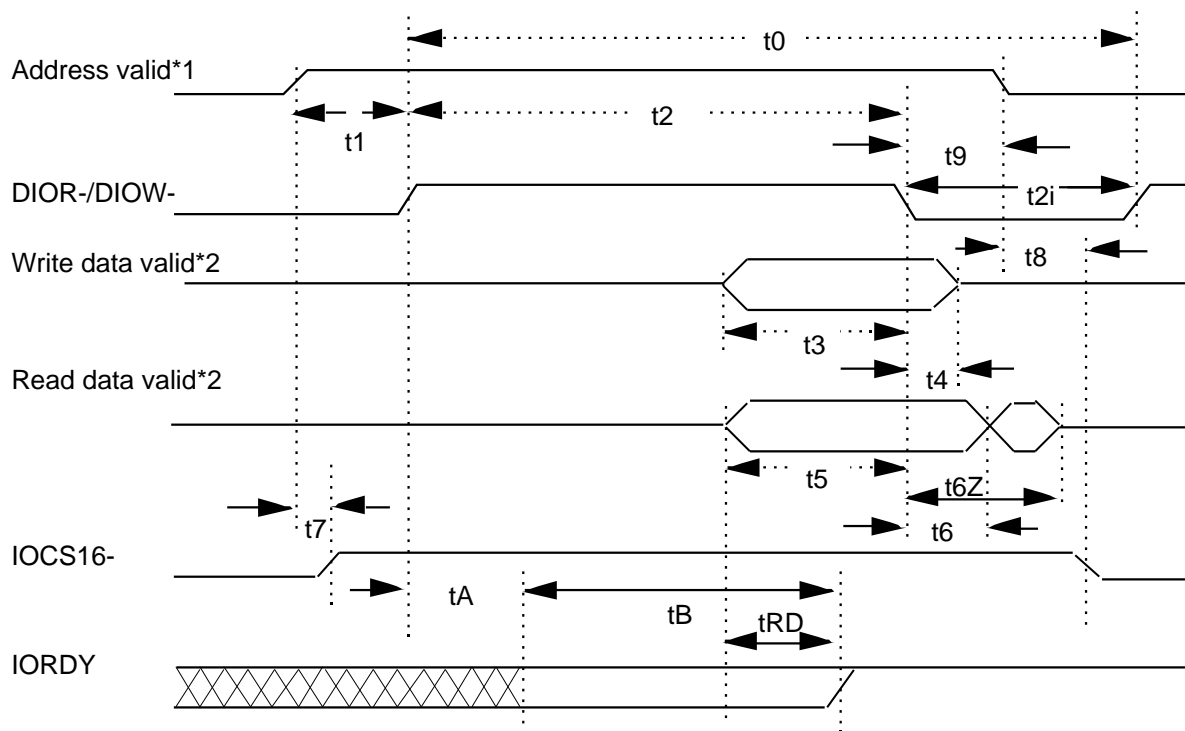 t0
Address valid*1
t1
t2
t9
DIOR-/DIOW-
t2i
Write data valid*2
t8
t3
Read data valid*2
t4
t5
t6Z
t7
t6
IOCS16-
tA
tB
tRD
IORDY